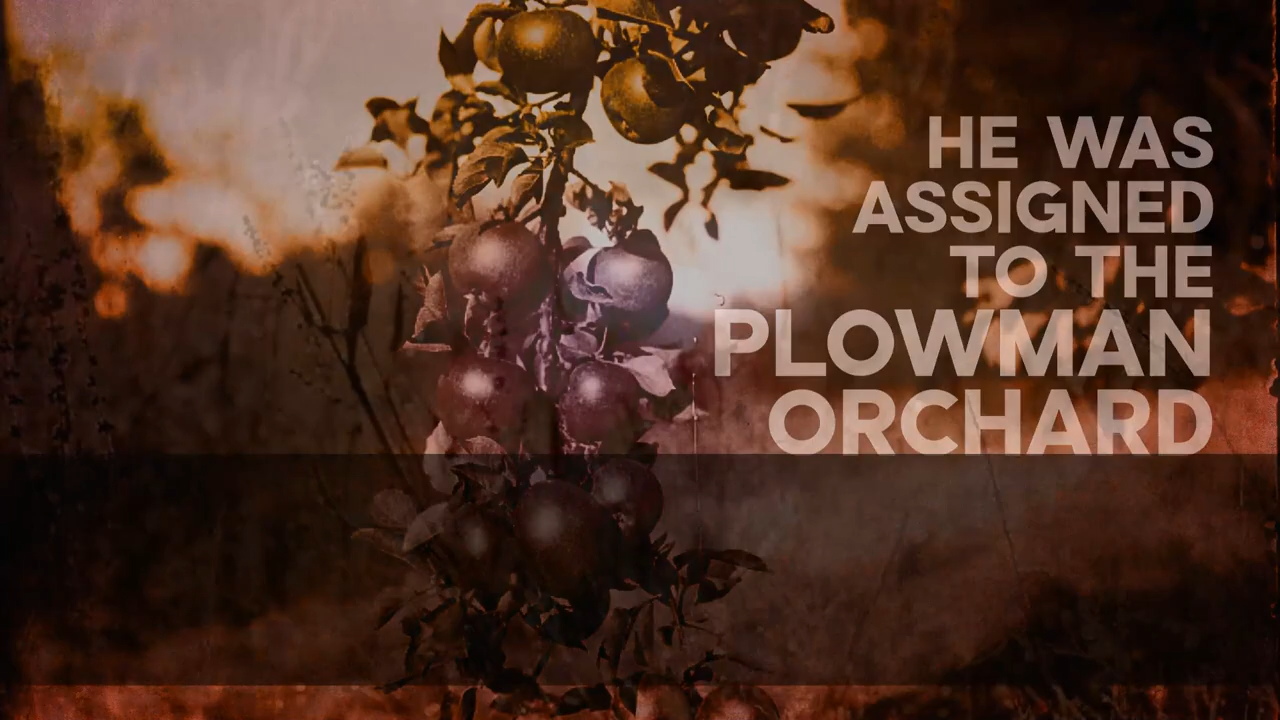 HE WAS
ASSIGNED
TO THE
PLOWMAN
ORCHARD